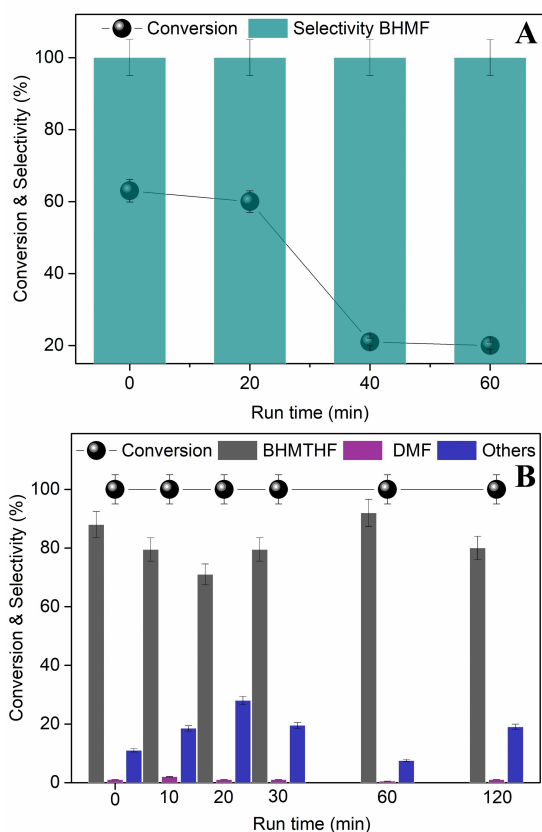 Conversion Selectivity BHMF A
100
80
60
40
20
Conversion & Selectivity (%)
0 20 40 60
Run time (min)
Conversion BHMTHF DMF Others
B
100
80
60
40
20
0
Conversion & Selectivity (%)
0 10 20 30 60 120
Run time (min)